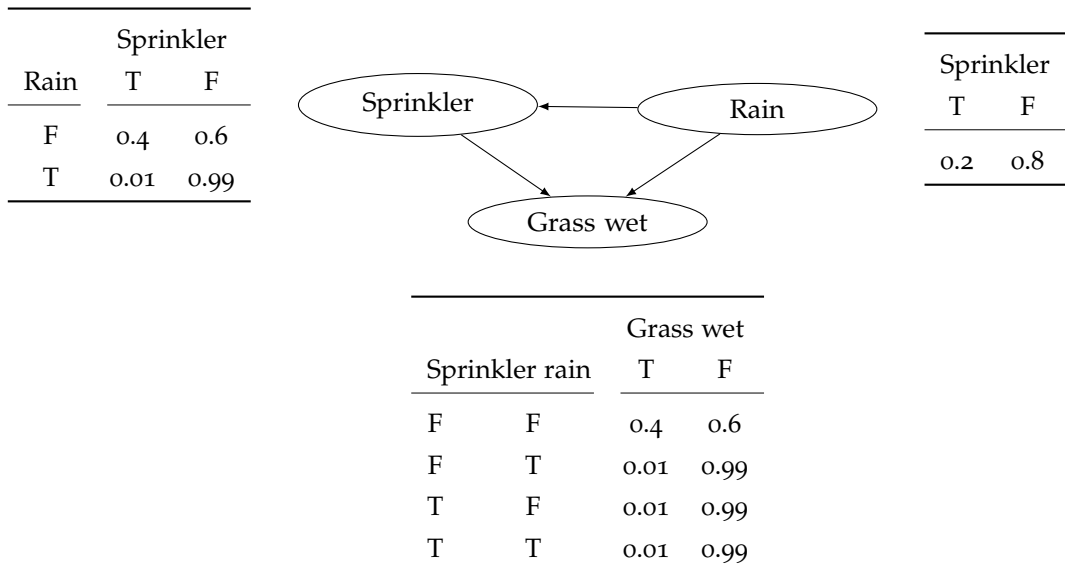 Sprinkler
Rain T F
F 0.4 0.6
T 0.01 0.99
Sprinkler
Rain
Grass wet
Sprinkler
T F
0.2 0.8
Grass wet
Sprinkler rain T F
F F 0.4 0.6
F T 0.01 0.99
T F 0.01 0.99
T T 0.01 0.99